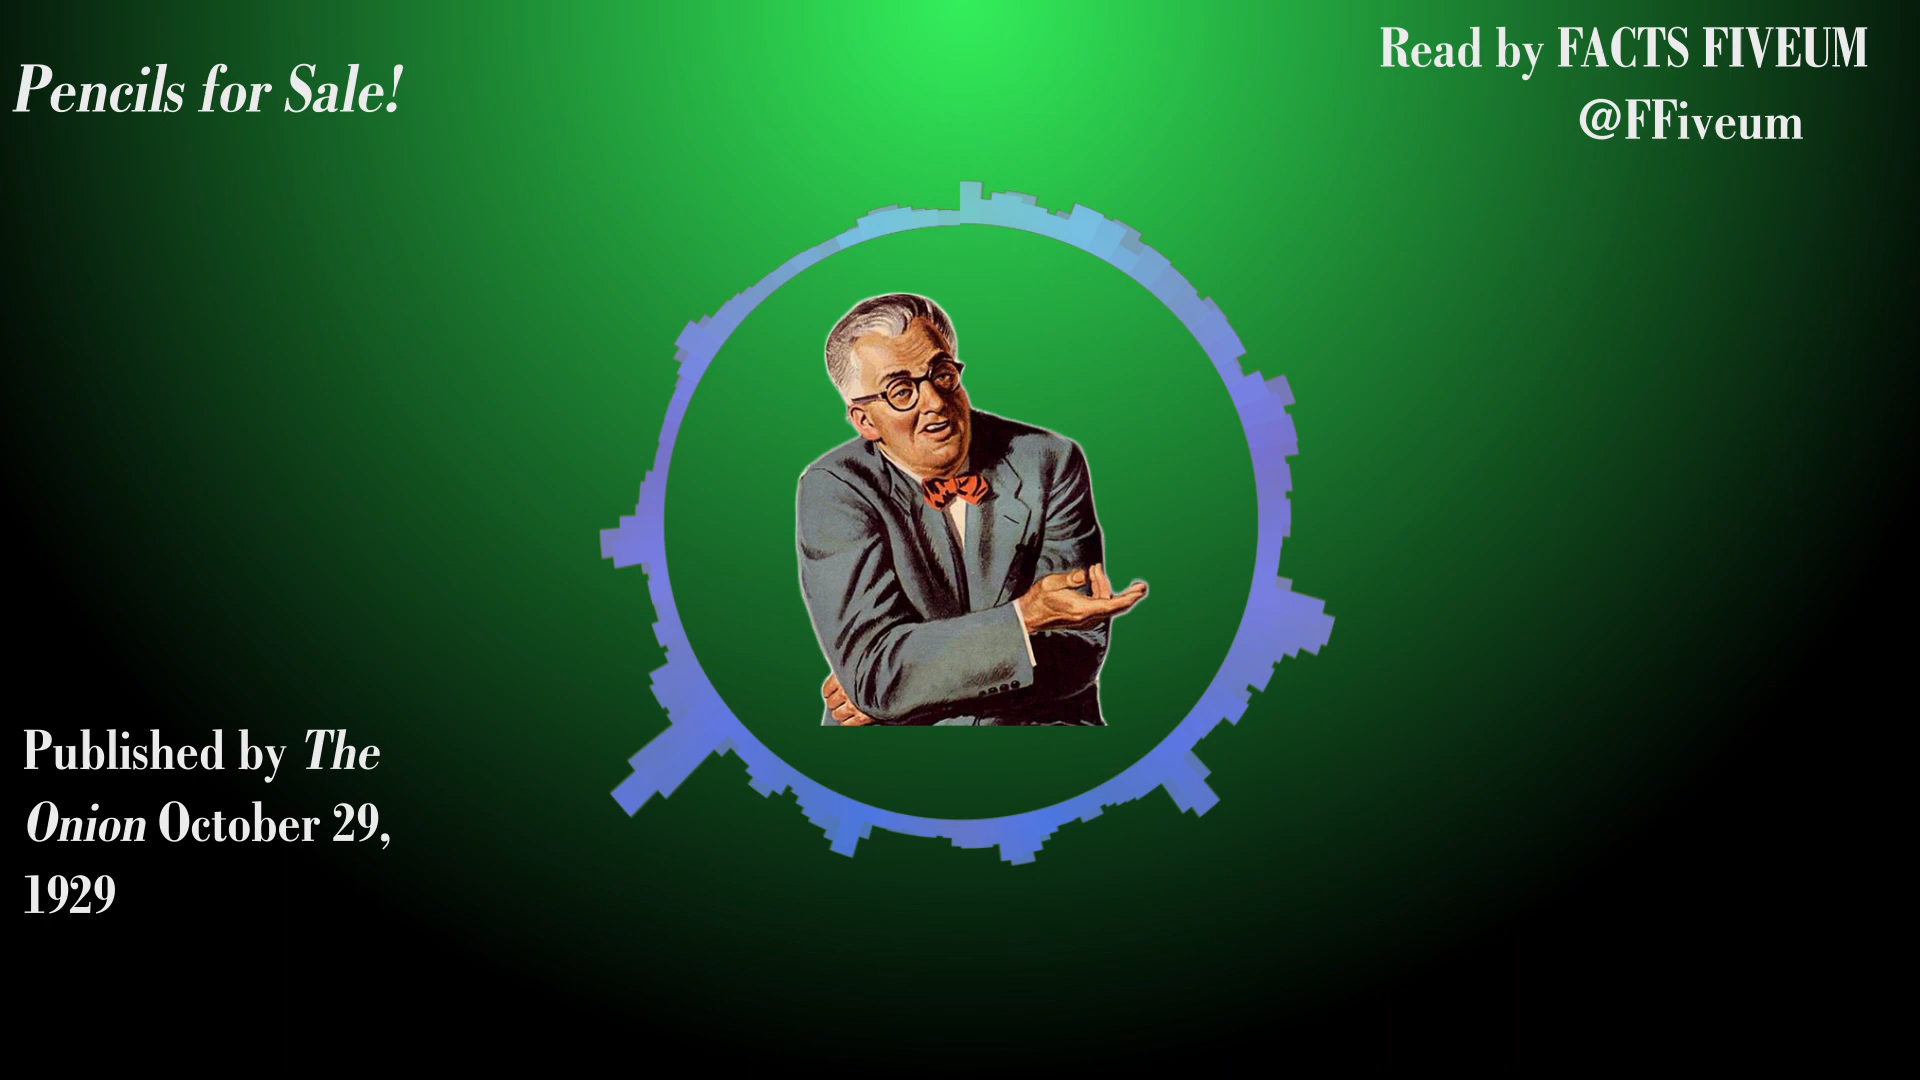 Pencils for Sale!
Read by FACTS FIVEUM
@FFiveum
Published by The
Onion October 29,
1929